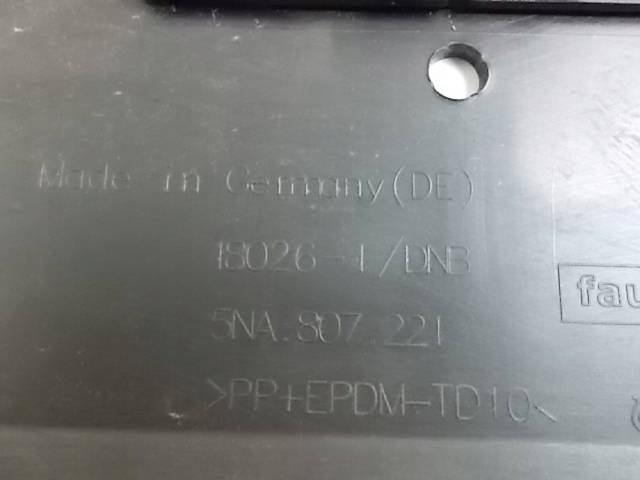 Made in Germany (DE)
18026-1/DNB
5NA.807.221
fau
>PP+EPDM-TD10<